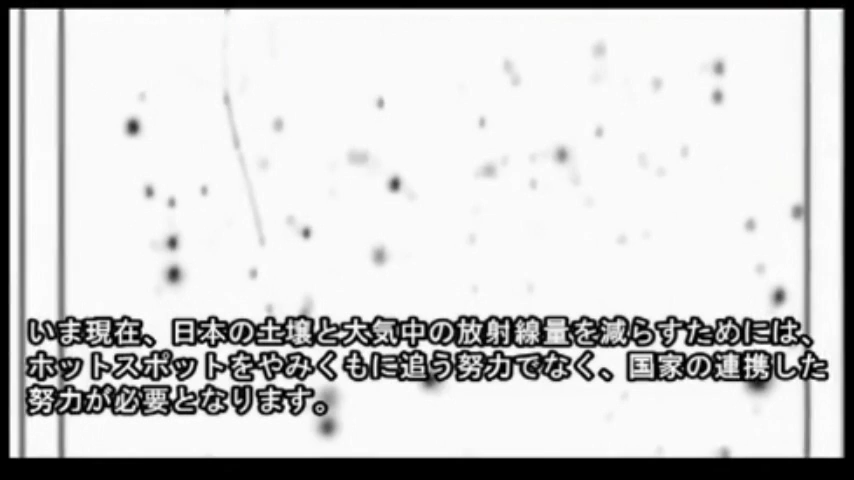 いま現在、日本の土壌と大気中の放射線量を減らすためには、
ホットスポットをやみくもに追う努力でなく、国家の連携した
努力が必要となります。